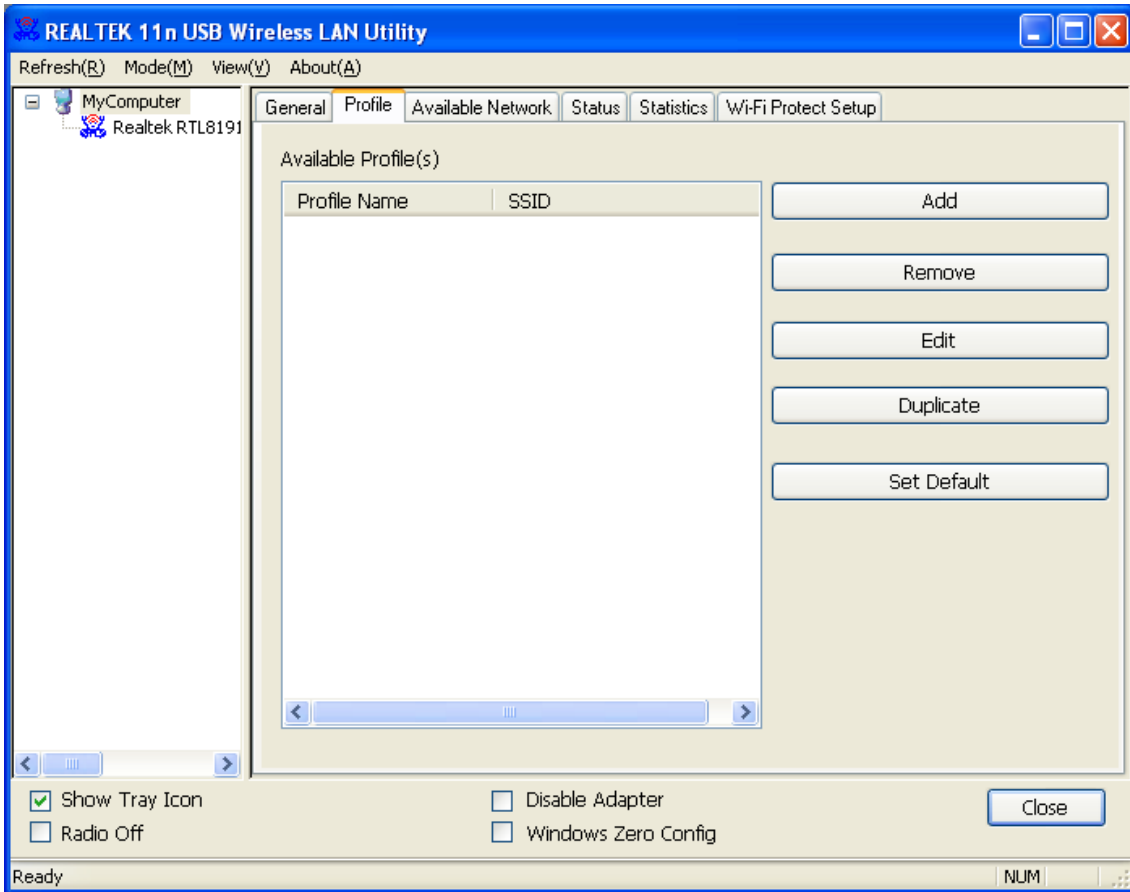 REALTEK 11n USB Wireless LAN Utility
Refresh(R) Mode(M) View(V) About(A)
MyComputer
Realtek RTL8191
General Profile Available Network Status Statistics Wi-Fi Protect Setup
Available Profile(s)
Profile Name SSID
Add
Remove
Edit
Duplicate
Set Default
Show Tray Icon
Radio Off
Disable Adapter
Windows Zero Config
Close
Ready
NUM